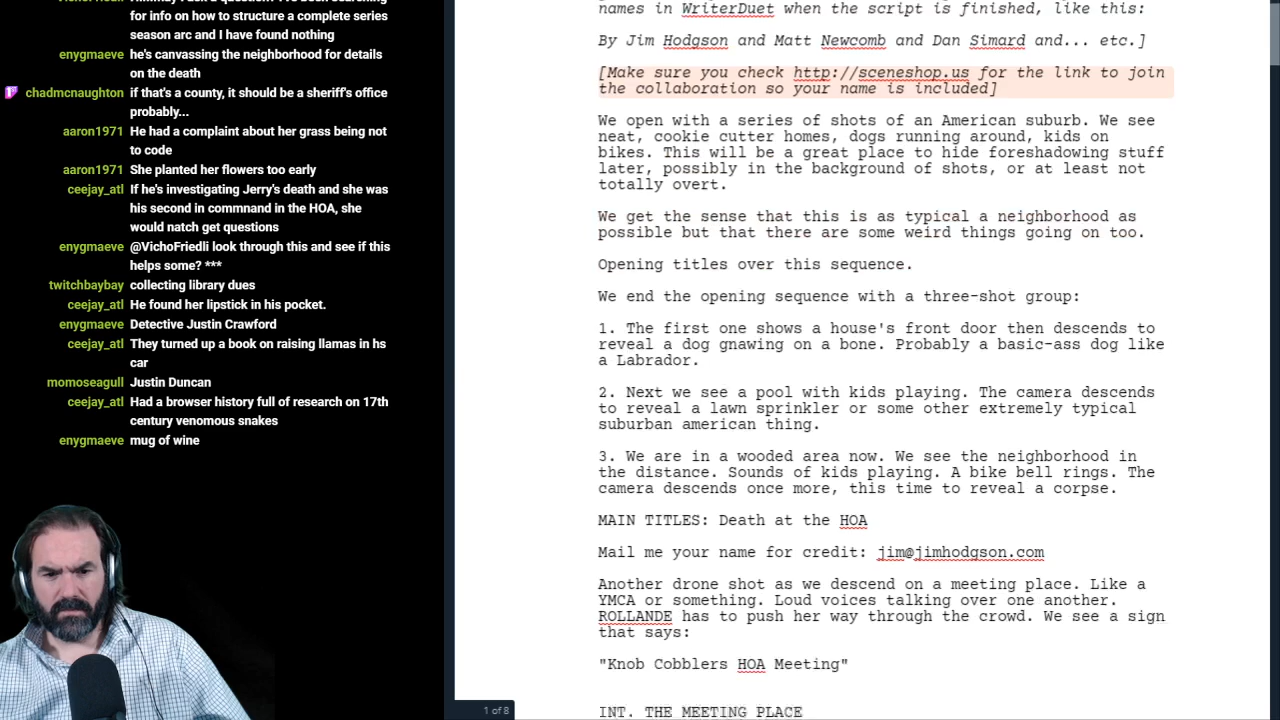 for info on how to structure a complete series
season arc and I have found nothing
enygmaeve he's canvassing the neighborhood for details
on the death
chadmcnaughton if that's a county, it should be a sheriff's office
probably...
aaron1971 He had a complaint about her grass being not
to code
aaron1971 She planted her flowers too early
ceejay_atl If he's investigating Jerry's death and she was
his second in commnand in the HOA, she
would natch get questions
enygmaeve @VichoFriedli look through this and see if this
helps some? ***
twitchbaybay collecting library dues
ceejay_atl He found her lipstick in his pocket.
enygmaeve Detective Justin Crawford
ceejay_atl They turned up a book on raising llamas in hs
car
momoseagull Justin Duncan
ceejay_atl Had a browser history full of research on 17th
century venomous snakes
enygmaeve mug of wine
names in WriterDuet when the script is finished, like this:
By Jim Hodgson and Matt Newcomb and Dan Simard and... etc.]
[Make sure you check http://sceneshop.us for the link to join
the collaboration so your name is included]
We open with a series of shots of an American suburb. We see
neat, cookie cutter homes, dogs running around, kids on
bikes. This will be a great place to hide foreshadowing stuff
later, possibly in the background of shots, or at least not
totally overt.
We get the sense that this is as typical a neighborhood as
possible but that there are some weird things going on too.
Opening titles over this sequence.
We end the opening sequence with a three-shot group:
1. The first one shows a house's front door then descends to
reveal a dog gnawing on a bone. Probably a basic-ass dog like
a Labrador.
2. Next we see a pool with kids playing. The camera descends
to reveal a lawn sprinkler or some other extremely typical
suburban american thing.
3. We are in a wooded area now. We see the neighborhood in
the distance. Sounds of kids playing. A bike bell rings. The
camera descends once more, this time to reveal a corpse.
MAIN TITLES: Death at the HOA
Mail me your name for credit: jim@jimhodgson.com
Another drone shot as we descend on a meeting place. Like a
YMCA or something. Loud voices talking over one another.
ROLLANDE has to push her way through the crowd. We see a sign
that says:
"Knob Cobblers HOA Meeting"
INT. THE MEETING PLACE
1 of 8